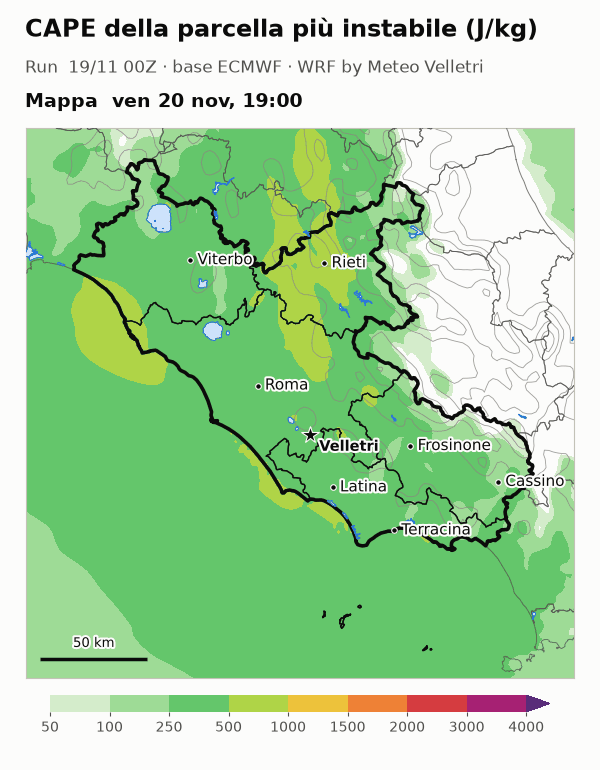 CAPE della parcella più instabile (J/kg)
Run  19/11 00Z · base ECMWF · WRF by Meteo Velletri
Mappa  ven 20 nov, 19:00
Viterbo
Rieti
Roma
Velletri
Frosinone
Cassino
Latina
Terracina
50 km
50 100 250 500 1000 1500 2000 3000 4000